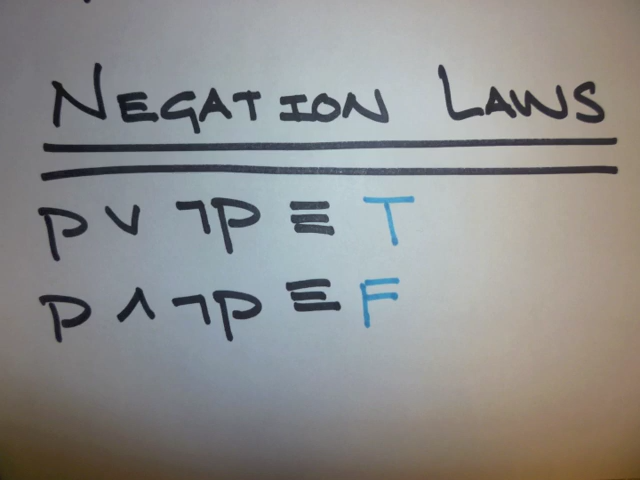 NEGATION LAWS
p ∨ ¬p ≡ T
p ∧ ¬p ≡ F